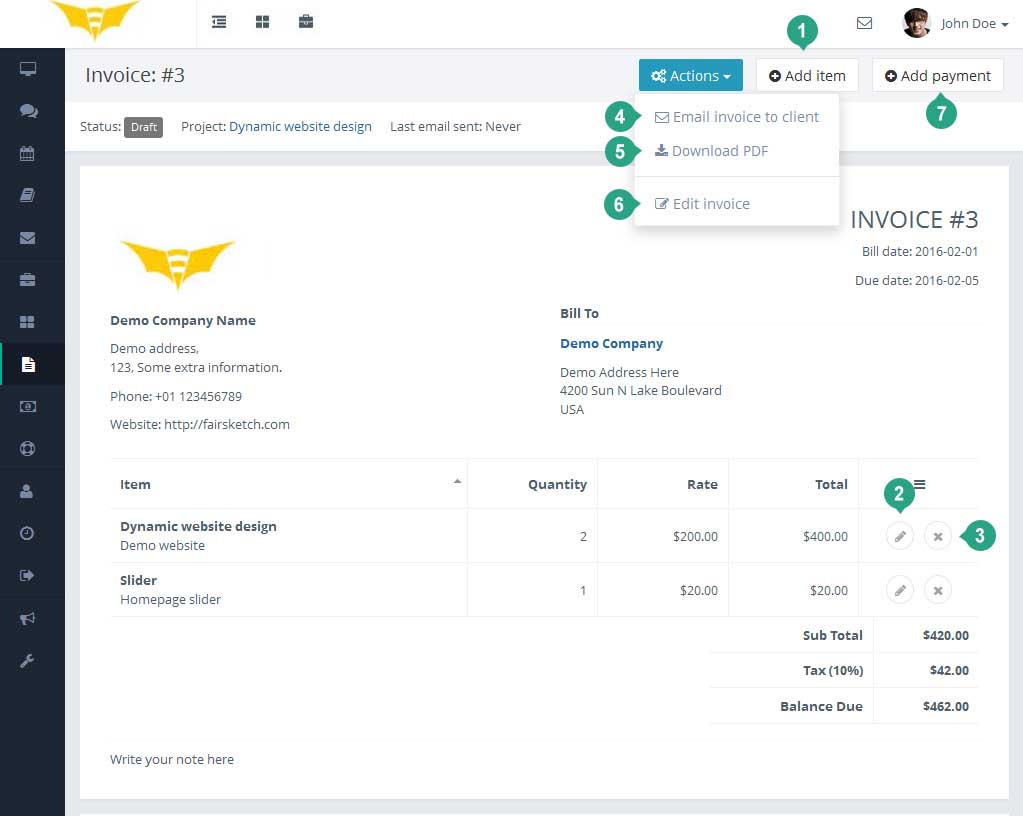 John Doe
1
Invoice: #3
Actions
Add item
Add payment
7
4 Email invoice to client
5 Download PDF
6 Edit invoice
Status: Draft Project: Dynamic website design Last email sent: Never
INVOICE #3
Bill date: 2016-02-01
Due date: 2016-02-05
Demo Company Name
Demo address,
123, Some extra information.
Phone: +01 123456789
Website: http://fairsketch.com
Bill To
Demo Company
Demo Address Here
4200 Sun N Lake Boulevard
USA
Item Quantity Rate Total
2
Dynamic website design
Demo website
2 $200.00 $400.00
3
Slider
Homepage slider
1 $20.00 $20.00
Sub Total $420.00
Tax (10%) $42.00
Balance Due $462.00
Write your note here